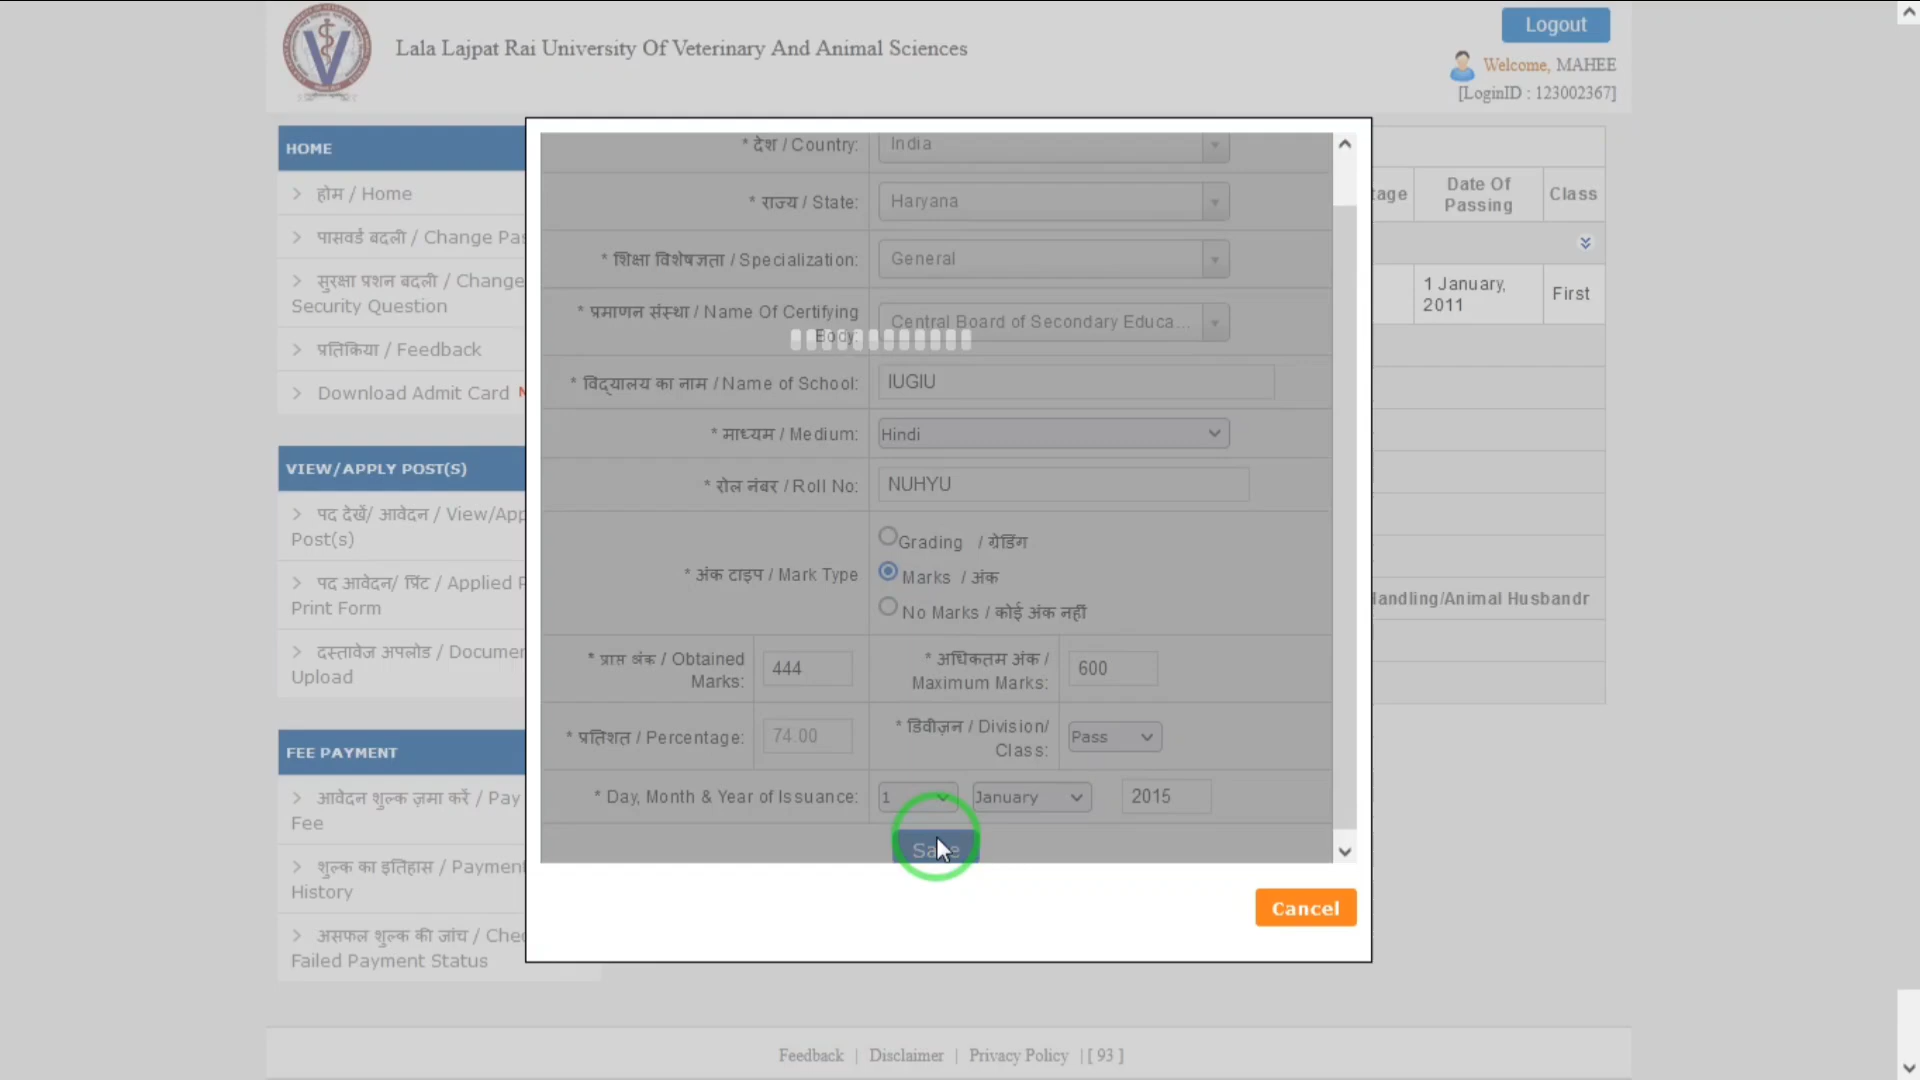 Lala Lajpat Rai University Of Veterinary And Animal Sciences
Logout
Welcome, MAHEE
[LoginID : 123002367]
HOME
होम / Home
पासवर्ड बदली / Change Pas
सुरक्षा प्रशन बदली / Change
Security Question
प्रतिकिया / Feedback
Download Admit Card
VIEW/APPLY POST(S)
पद देखें/ आवेदन / View/App
Post(s)
पद आवेदन/ प्रिंट / Applied P
Print Form
दस्तावेज अपलोड / Documen
Upload
FEE PAYMENT
आवेदन शुल्क ज़मा करें / Pay
Fee
शुल्क का इतिहास / Payment
History
असफल शुल्क की जांच / Chec
Failed Payment Status
* देश / Country: India
* राज्य / State: Haryana
* शिक्षा विशेषज्ञता / Specialization: General
* प्रमाणन संस्था / Name Of Certifying
Body: Central Board of Secondary Educa...
* विद्यालय का नाम / Name of School: IUGIU
* माध्यम / Medium: Hindi
* रोल नंबर / Roll No: NUHYU
* अंक टाइप / Mark Type
Grading / ग्रेडिंग
Marks / अंक
No Marks / कोई अंक नहीं
* प्राप्त अंक / Obtained
Marks: 444
* अधिकतम अंक /
Maximum Marks: 600
* प्रतिशत / Percentage: 74.00
* डिवीज़न / Division/
Class: Pass
* Day, Month & Year of Issuance: 1 January 2015
Save
Cancel
tage
Date Of
Passing
Class
1 January,
2011
First
Handling/Animal Husbandr
Feedback | Disclaimer | Privacy Policy | [ 93 ]